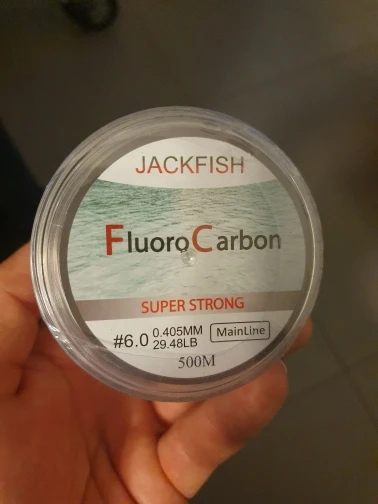 JACKFISH
FluoroCarbon
SUPER STRONG
#6.0 0.405MM
29.48LB
MainLine
500M